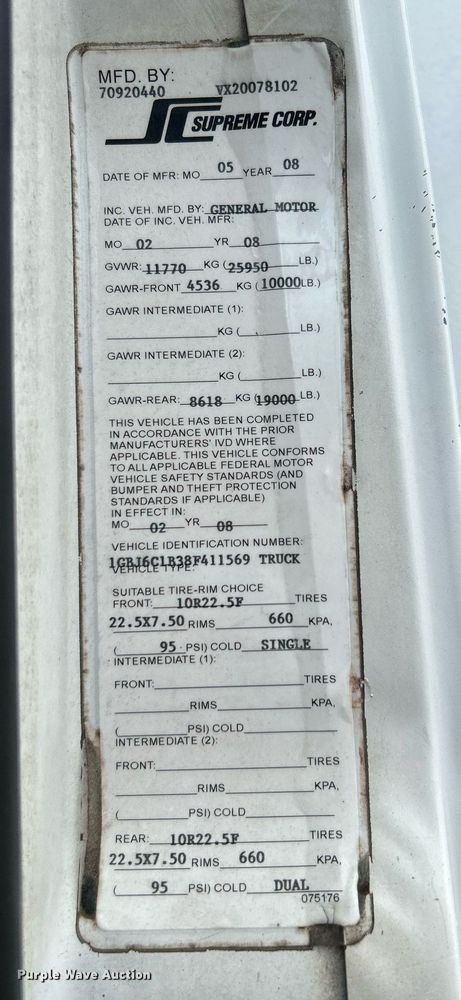 MFD. BY:
70920440 VX20078102
SUPREME CORP.
DATE OF MFR: MO 05 YEAR 08
INC. VEH. MFD. BY: GENERAL MOTOR
DATE OF INC. VEH. MFR:
MO 02 YR 08
GVWR: 11770 KG (25950 LB.)
GAWR-FRONT 4536 KG (10000 LB.)
GAWR INTERMEDIATE (1):
KG ( LB.)
GAWR INTERMEDIATE (2):
KG ( LB.)
GAWR-REAR: 8618 KG (19000 LB.)
THIS VEHICLE HAS BEEN COMPLETED
IN ACCORDANCE WITH THE PRIOR
MANUFACTURERS' IVD WHERE
APPLICABLE. THIS VEHICLE CONFORMS
TO ALL APPLICABLE FEDERAL MOTOR
VEHICLE SAFETY STANDARDS (AND
BUMPER AND THEFT PROTECTION
STANDARDS IF APPLICABLE)
IN EFFECT IN:
MO 02 YR 08
VEHICLE IDENTIFICATION NUMBER:
1GBJ6C1B38F411569 TRUCK
VEHICLE TYPE:
SUITABLE TIRE-RIM CHOICE
FRONT: 10R22.5F TIRES
22.5X7.50 RIMS 660 KPA,
( 95 PSI) COLD SINGLE
INTERMEDIATE (1):
FRONT: TIRES
RIMS KPA,
( PSI) COLD
INTERMEDIATE (2):
FRONT: TIRES
RIMS KPA,
( PSI) COLD
REAR: 10R22.5F TIRES
22.5X7.50 RIMS 660 KPA,
( 95 PSI) COLD DUAL
075176
Purple Wave Auction